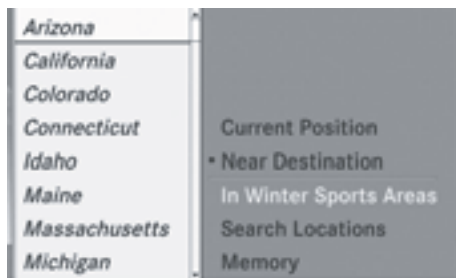 Arizona
California
Colorado
Connecticut
Idaho
Maine
Massachusetts
Michigan
Current Position
• Near Destination
In Winter Sports Areas
Search Locations
Memory